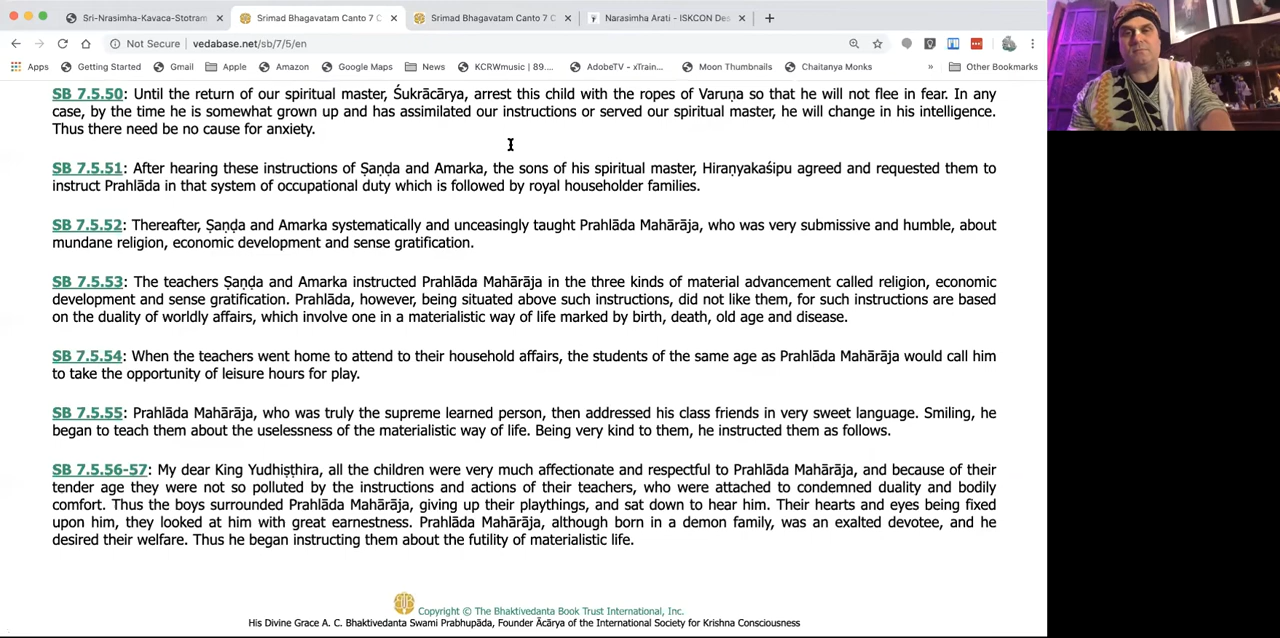 Sri-Nrasimha-Kavaca-Stotram
Srimad Bhagavatam Canto 7 C
Srimad Bhagavatam Canto 7 C
Narasimha Arati - ISKCON Des
Not Secure | vedabase.net/sb/7/5/en
Apps Getting Started Gmail Apple Amazon Google Maps News KCRWmusic | 89.... AdobeTV - xTrain... Moon Thumbnails Chaitanya Monks » Other Bookmarks
SB 7.5.50: Until the return of our spiritual master, Śukrācārya, arrest this child with the ropes of Varuṇa so that he will not flee in fear. In any
case, by the time he is somewhat grown up and has assimilated our instructions or served our spiritual master, he will change in his intelligence.
Thus there need be no cause for anxiety.
SB 7.5.51: After hearing these instructions of Ṣaṇḍa and Amarka, the sons of his spiritual master, Hiraṇyakaśipu agreed and requested them to
instruct Prahlāda in that system of occupational duty which is followed by royal householder families.
SB 7.5.52: Thereafter, Ṣaṇḍa and Amarka systematically and unceasingly taught Prahlāda Mahārāja, who was very submissive and humble, about
mundane religion, economic development and sense gratification.
SB 7.5.53: The teachers Ṣaṇḍa and Amarka instructed Prahlāda Mahārāja in the three kinds of material advancement called religion, economic
development and sense gratification. Prahlāda, however, being situated above such instructions, did not like them, for such instructions are based
on the duality of worldly affairs, which involve one in a materialistic way of life marked by birth, death, old age and disease.
SB 7.5.54: When the teachers went home to attend to their household affairs, the students of the same age as Prahlāda Mahārāja would call him
to take the opportunity of leisure hours for play.
SB 7.5.55: Prahlāda Mahārāja, who was truly the supreme learned person, then addressed his class friends in very sweet language. Smiling, he
began to teach them about the uselessness of the materialistic way of life. Being very kind to them, he instructed them as follows.
SB 7.5.56-57: My dear King Yudhiṣṭhira, all the children were very much affectionate and respectful to Prahlāda Mahārāja, and because of their
tender age they were not so polluted by the instructions and actions of their teachers, who were attached to condemned duality and bodily
comfort. Thus the boys surrounded Prahlāda Mahārāja, giving up their playthings, and sat down to hear him. Their hearts and eyes being fixed
upon him, they looked at him with great earnestness. Prahlāda Mahārāja, although born in a demon family, was an exalted devotee, and he
desired their welfare. Thus he began instructing them about the futility of materialistic life.
Copyright © The Bhaktivedanta Book Trust International, Inc.
His Divine Grace A. C. Bhaktivedanta Swami Prabhupāda, Founder Ācārya of the International Society for Krishna Consciousness